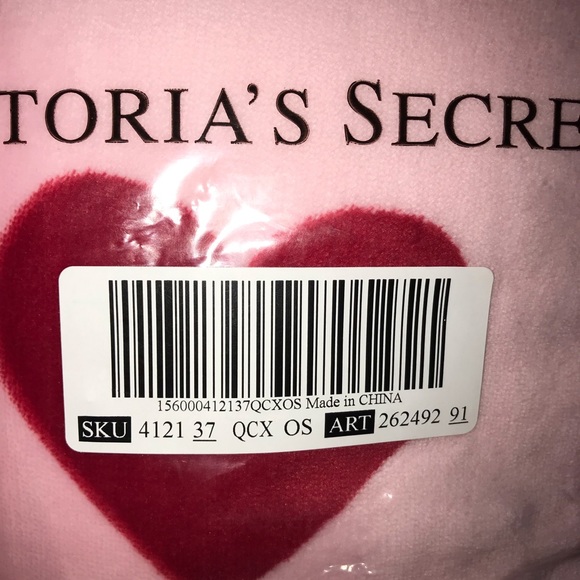 TORIA'S SECRE
156000412137QCXOS Made in CHINA
SKU 4121 37 QCX OS ART 262492 91